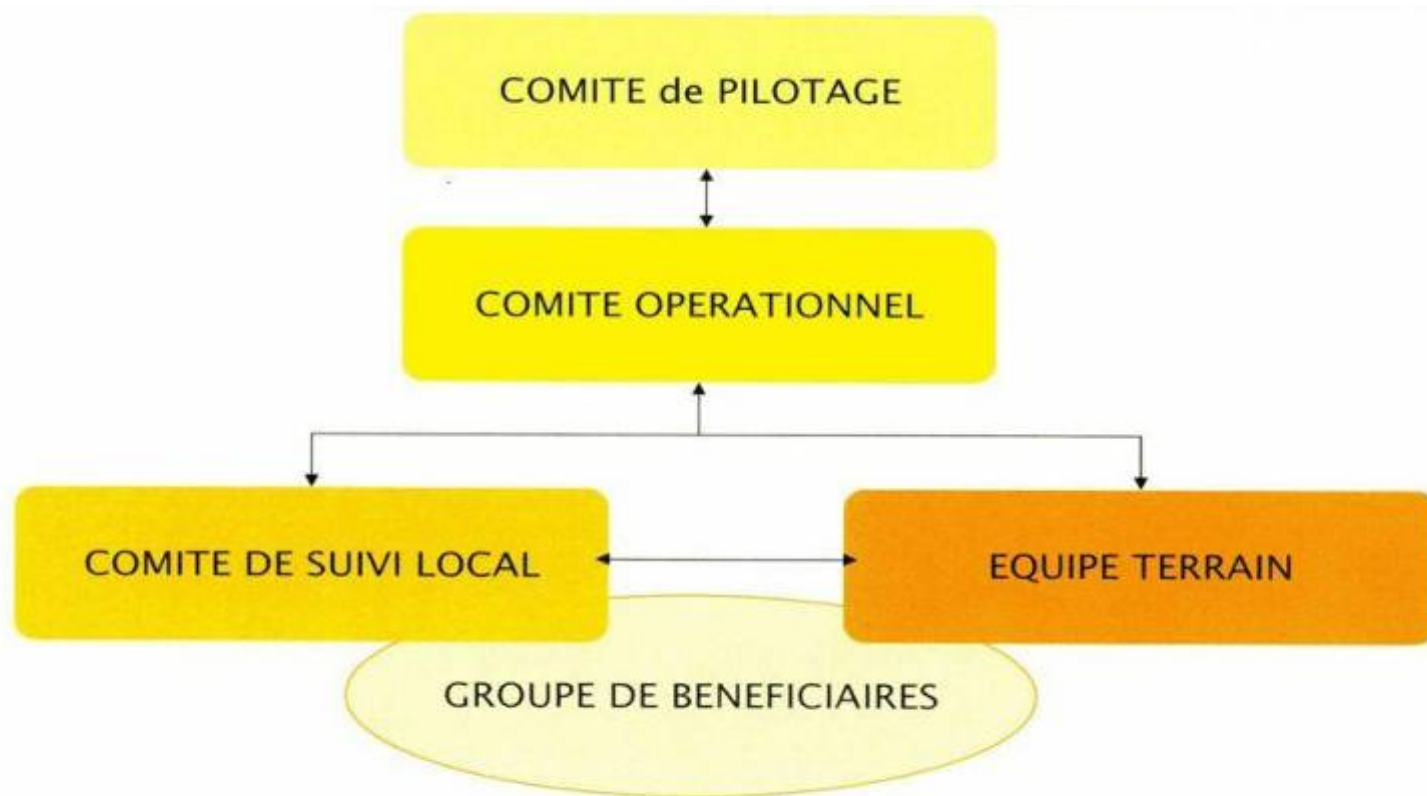 COMITE de PILOTAGE
COMITE OPERATIONNEL
COMITE DE SUIVI LOCAL
EQUIPE TERRAIN
GROUPE DE BENEFICIAIRES